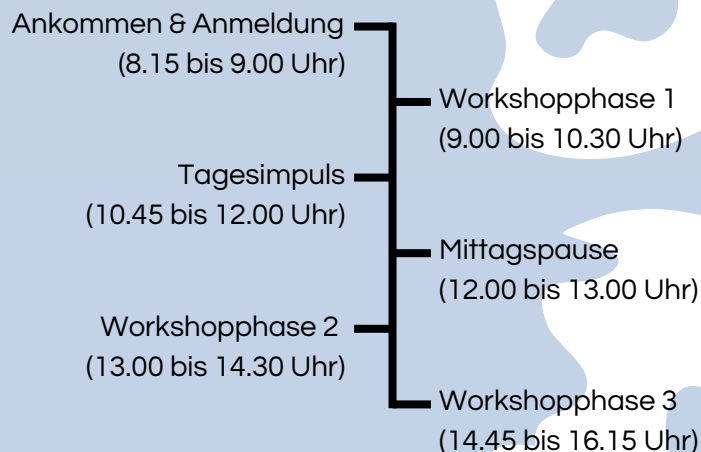 Ankommen & Anmeldung
(8.15 bis 9.00 Uhr)
Workshopphase 1
(9.00 bis 10.30 Uhr)
Tagesimpuls
(10.45 bis 12.00 Uhr)
Mittagspause
(12.00 bis 13.00 Uhr)
Workshopphase 2
(13.00 bis 14.30 Uhr)
Workshopphase 3
(14.45 bis 16.15 Uhr)